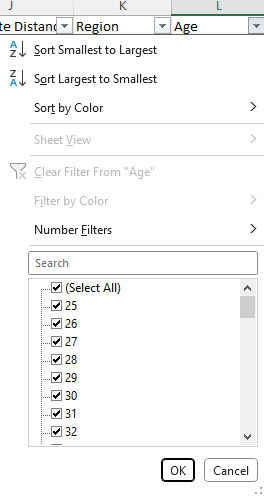 J K L
te Distanc Region Age
Sort Smallest to Largest
Sort Largest to Smallest
Sort by Color
Sheet View
Clear Filter From "Age"
Filter by Color
Number Filters
Search
(Select All)
25
26
27
28
29
30
31
32
OK Cancel